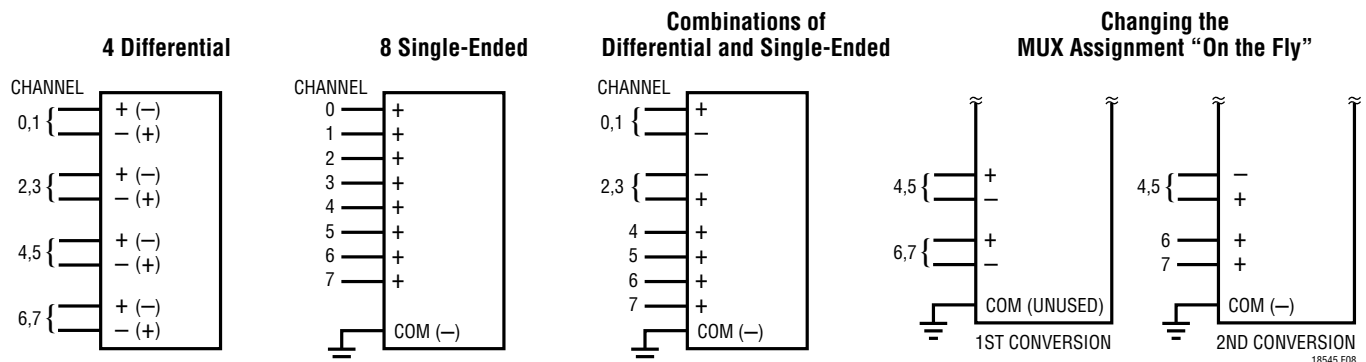 4 Differential
CHANNEL
0,1 { + (–)
– (+)
2,3 { + (–)
– (+)
4,5 { + (–)
– (+)
6,7 { + (–)
– (+)
8 Single-Ended
CHANNEL
0 +
1 +
2 +
3 +
4 +
5 +
6 +
7 +
COM (–)
Combinations of
Differential and Single-Ended
CHANNEL
0,1 { +
–
2,3 { –
+
4 +
5 +
6 +
7 +
COM (–)
Changing the
MUX Assignment “On the Fly”
4,5 { +
–
6,7 { +
–
COM (UNUSED)
1ST CONVERSION
4,5 { –
+
6 +
7 +
COM (–)
2ND CONVERSION
18545 F08